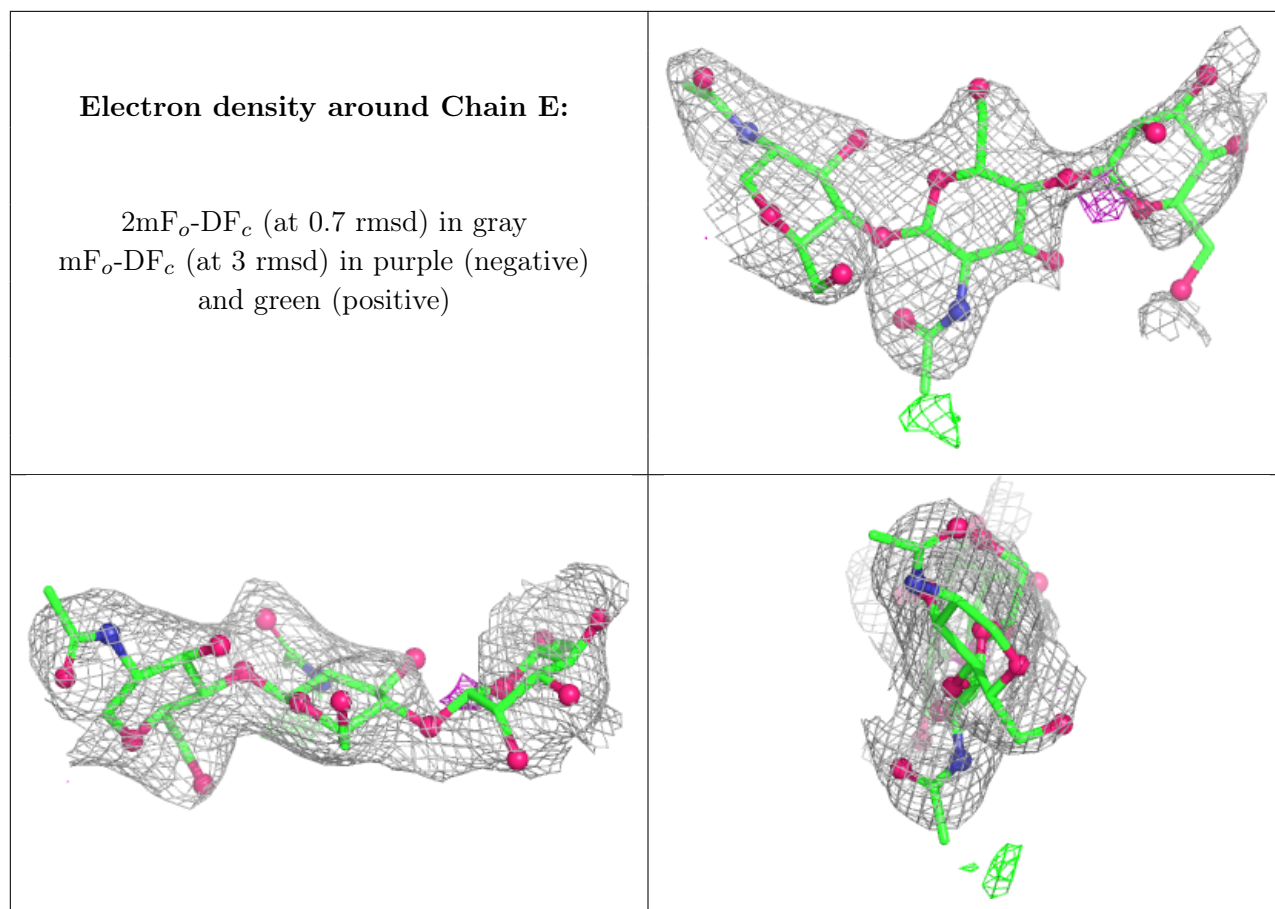 Electron density around Chain E:
2mFo-DFc (at 0.7 rmsd) in gray
mFo-DFc (at 3 rmsd) in purple (negative)
and green (positive)